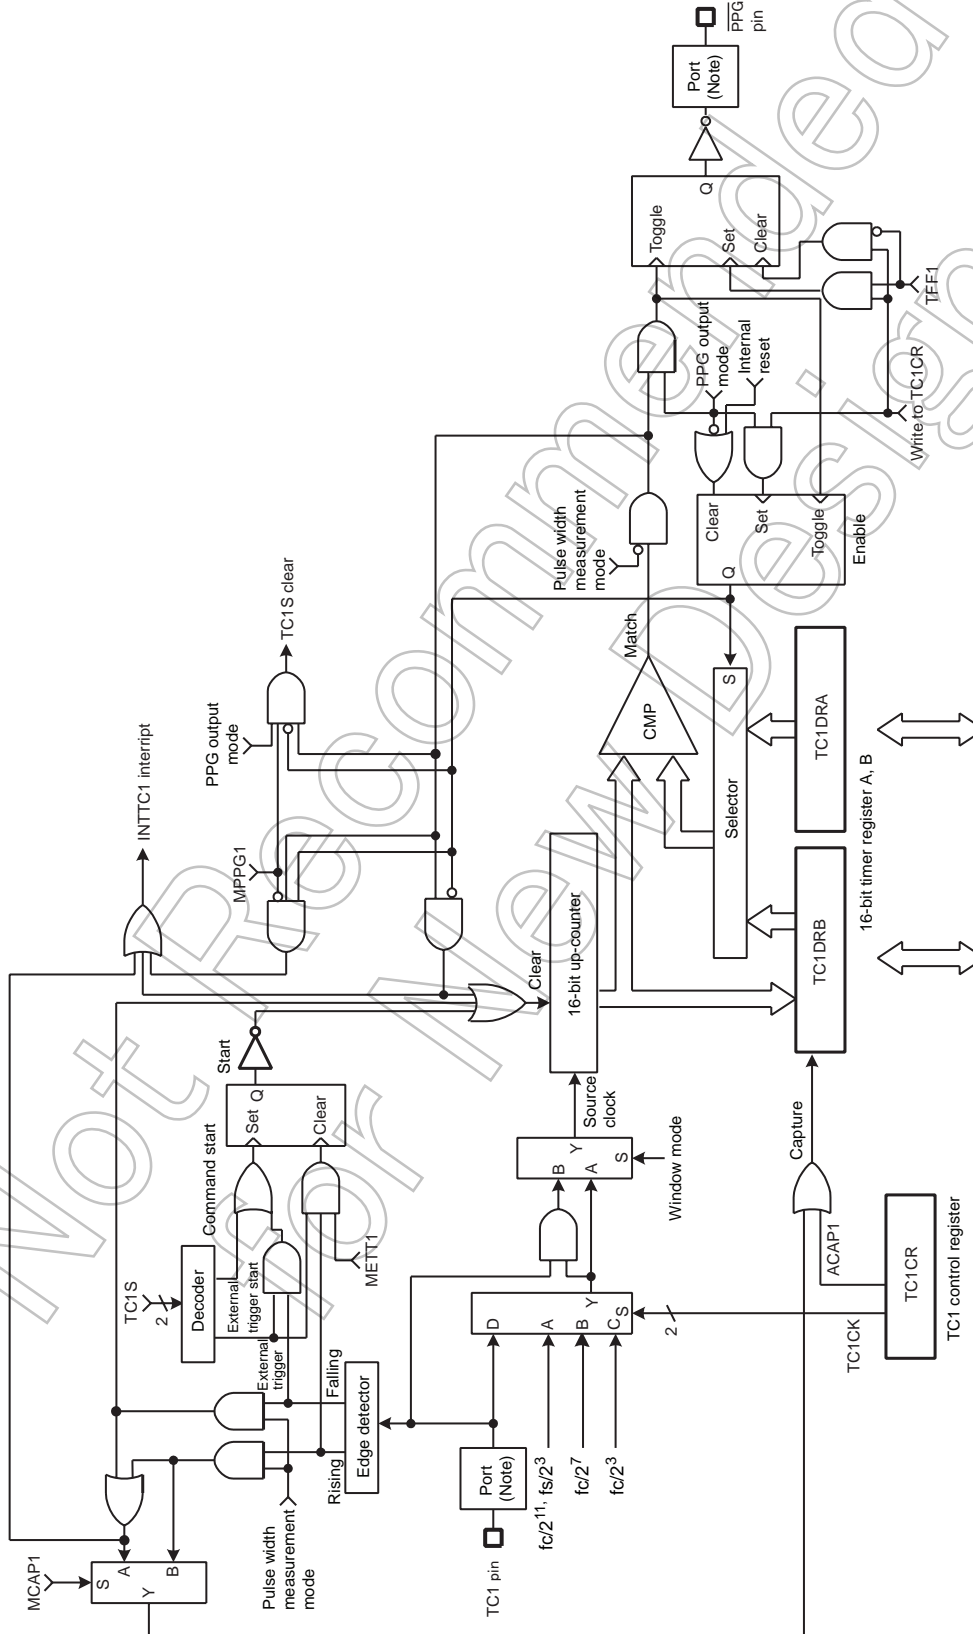 Not Recommended
for New Design
PPG
pin
Port
(Note)
Q
Toggle
Set
Clear
TFF1
Write to TC1CR
PPG output
mode
Internal
reset
Pulse width
measurement
mode
Clear
Set
Toggle
Q
Enable
TC1S clear
INTTC1 interript
PPG output
mode
MPPG1
Match
CMP
S
Selector
TC1DRA
TC1DRB
16-bit timer register A, B
Clear
16-bit up-counter
Start
Set
Q
Clear
Command start
Source
clock
B
Y
A
S
Window mode
Capture
TC1S
2
Decoder
External
trigger start
METT1
External
trigger
Falling
Rising
Edge detector
D
A
B
C
Y
S
2
TC1CK
ACAP1
TC1CR
TC1 control register
Port
(Note)
TC1 pin
fc/2¹¹, fs/2³
fc/2⁷
fc/2³
Pulse width
measurement
mode
MCAP1
S
A
B
Y